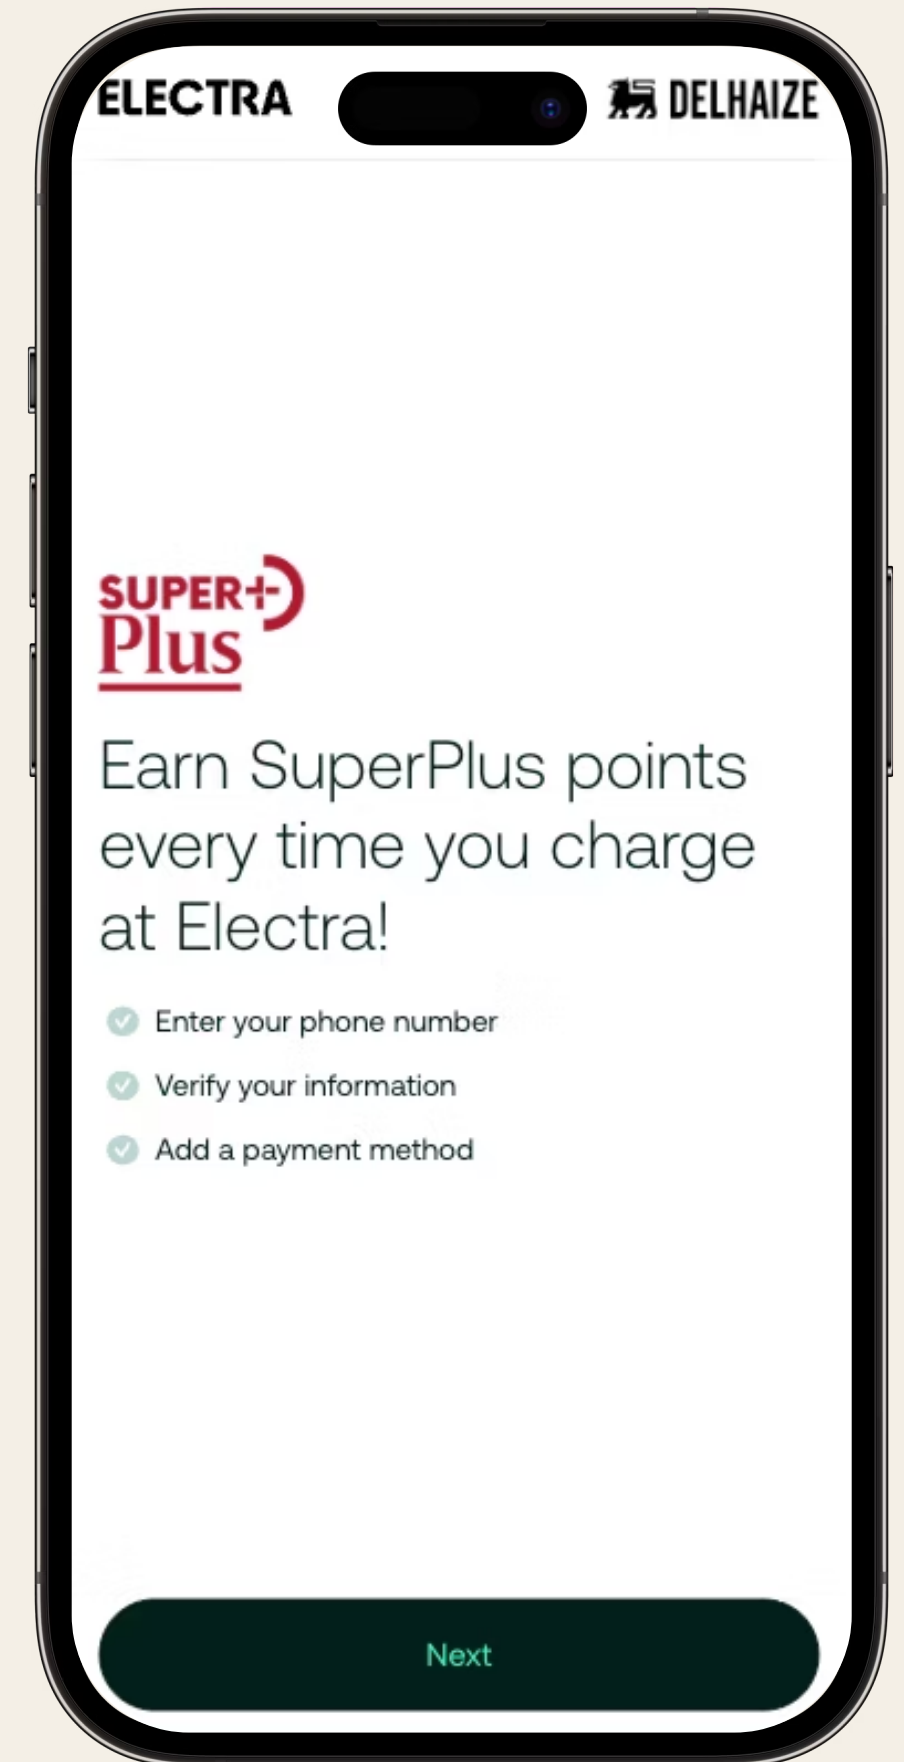 ELECTRA
DELHAIZE
SUPER+
Plus
Earn SuperPlus points
every time you charge
at Electra!
Enter your phone number
Verify your information
Add a payment method
Next